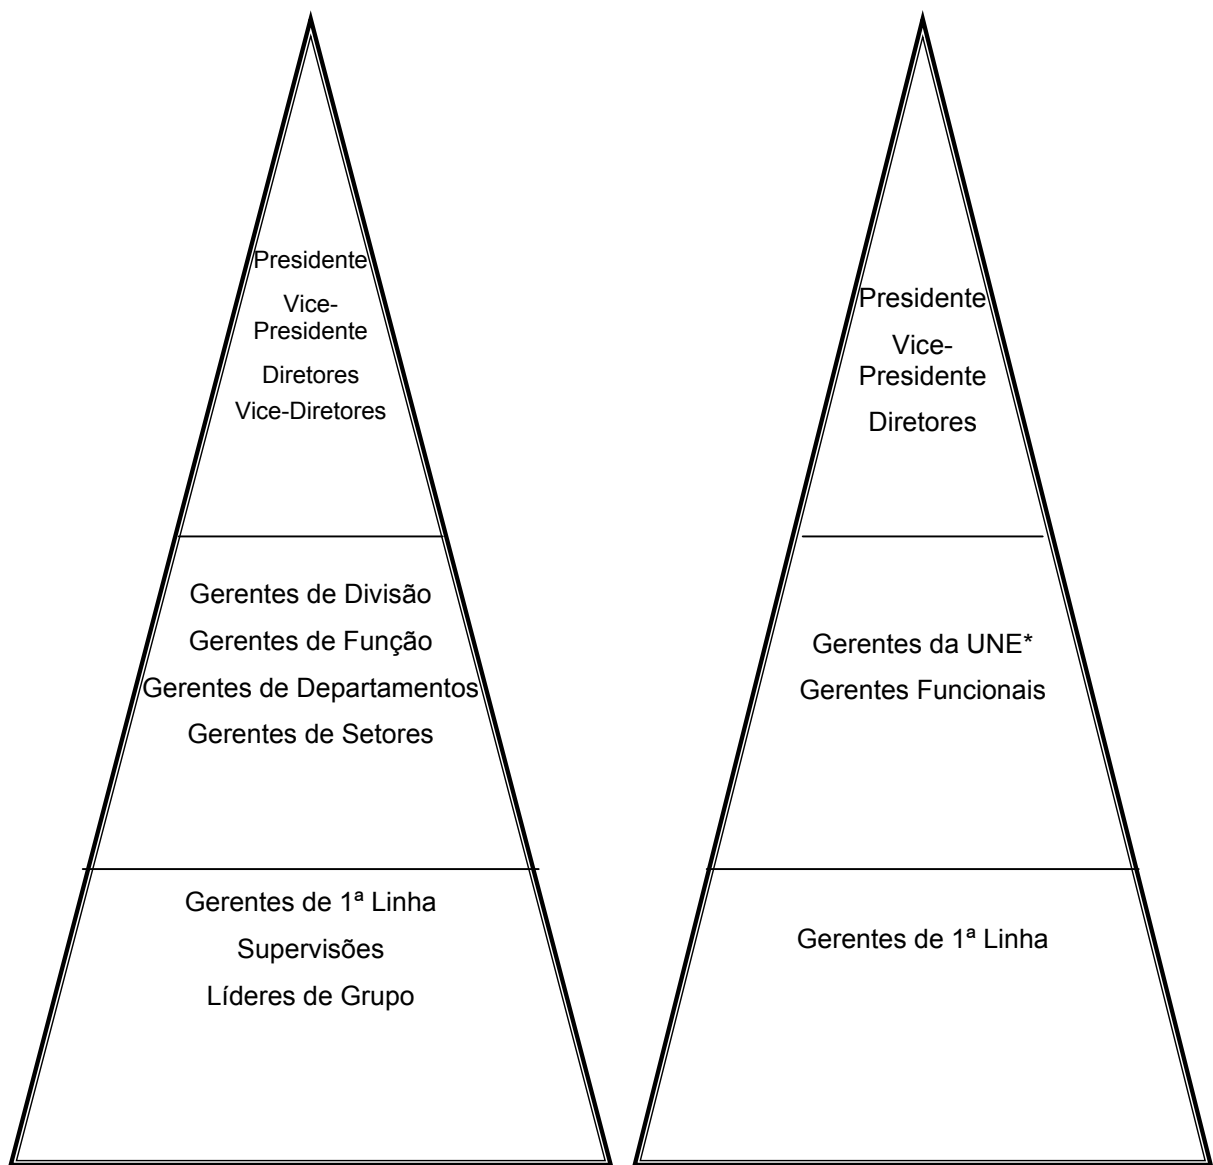 Presidente
Vice-
Presidente
Diretores
Vice-Diretores
Gerentes de Divisão
Gerentes de Função
Gerentes de Departamentos
Gerentes de Setores
Gerentes de 1ª Linha
Supervisões
Líderes de Grupo
Presidente
Vice-
Presidente
Diretores
Gerentes da UNE*
Gerentes Funcionais
Gerentes de 1ª Linha